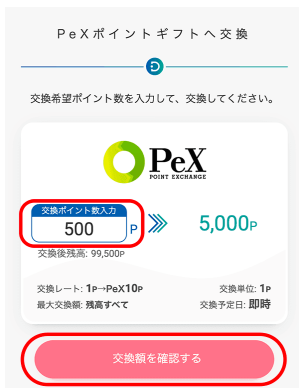 PeXポイントギフトへ交換
交換希望ポイント数を入力して、交換してください。
PeX
POINT EXCHANGE
交換ポイント数入力
500 P 5,000P
交換後残高: 99,500P
交換レート: 1P→PeX10P 交換単位: 1P
最大交換額: 残高すべて 交換予定日: 即時
交換額を確認する